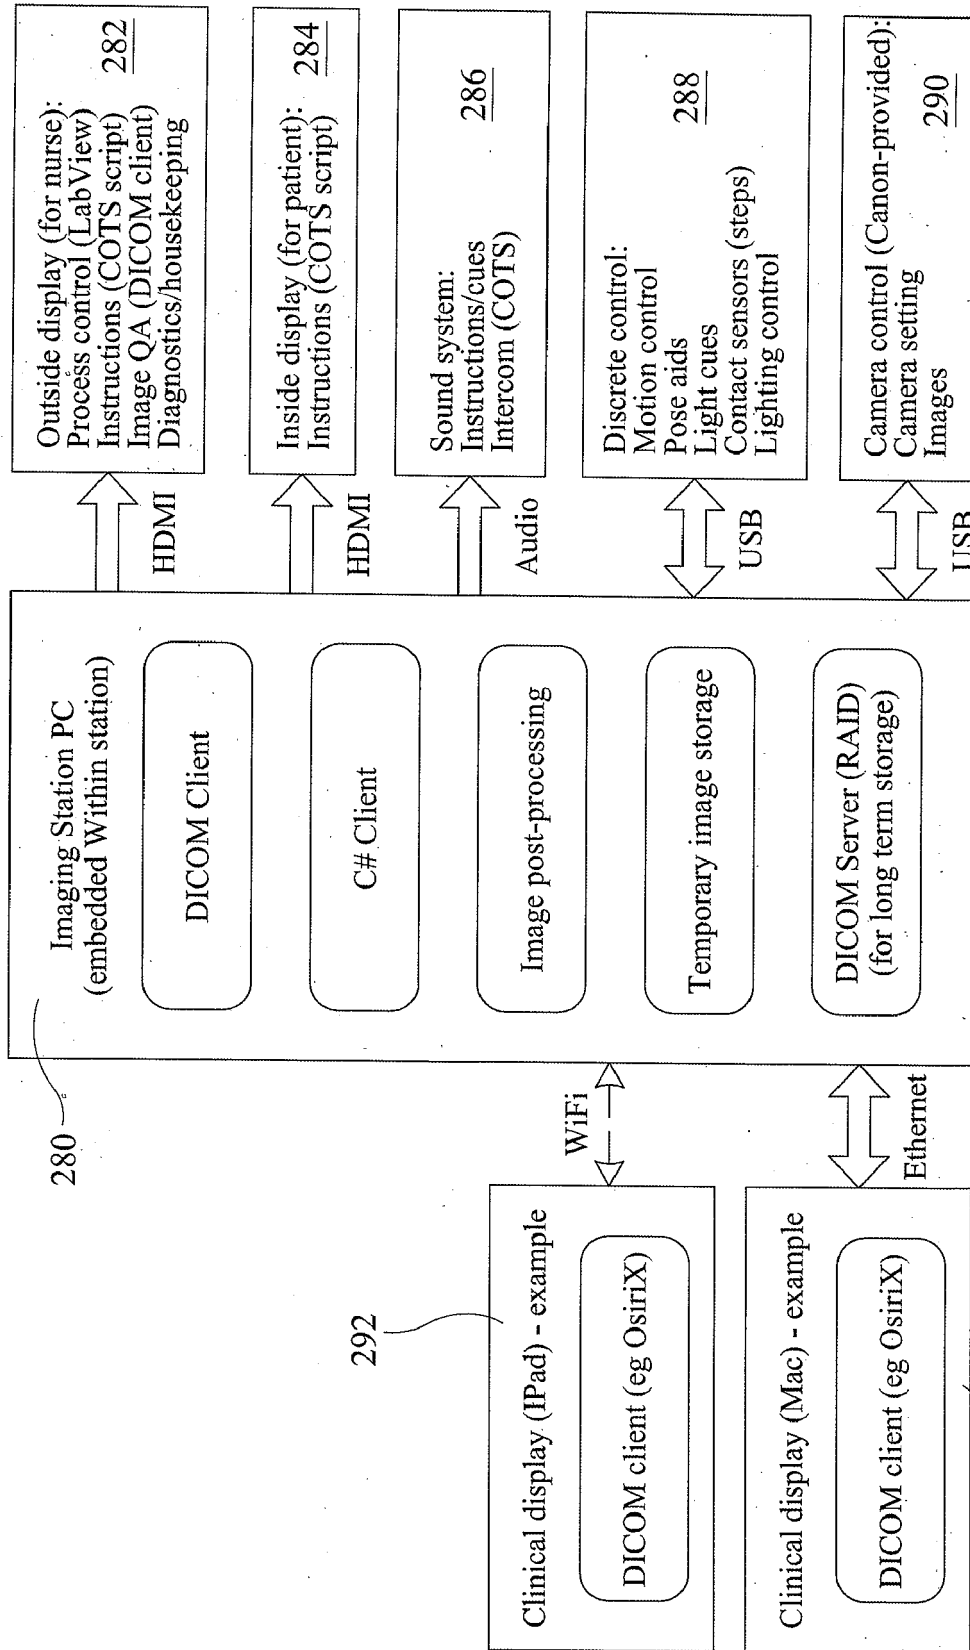 280
Imaging Station PC
(embedded Within station)
DICOM Client
C# Client
Image post-processing
Temporary image storage
DICOM Server (RAID)
(for long term storage)
HDMI
Outside display (for nurse):
Process control (LabView)
Instructions (COTS script)
Image QA (DICOM client)
Diagnostics/housekeeping
282
HDMI
Inside display (for patient):
Instructions (COTS script)
284
Audio
Sound system:
Instructions/cues
Intercom (COTS)
286
USB
Discrete control:
Motion control
Pose aids
Light cues
Contact sensors (steps)
Lighting control
288
USB
Camera control (Canon-provided):
Camera setting
Images
290
WiFi
292
Clinical display (IPad) - example
DICOM client (eg OsiriX)
Ethernet
Clinical display (Mac) - example
DICOM client (eg OsiriX)